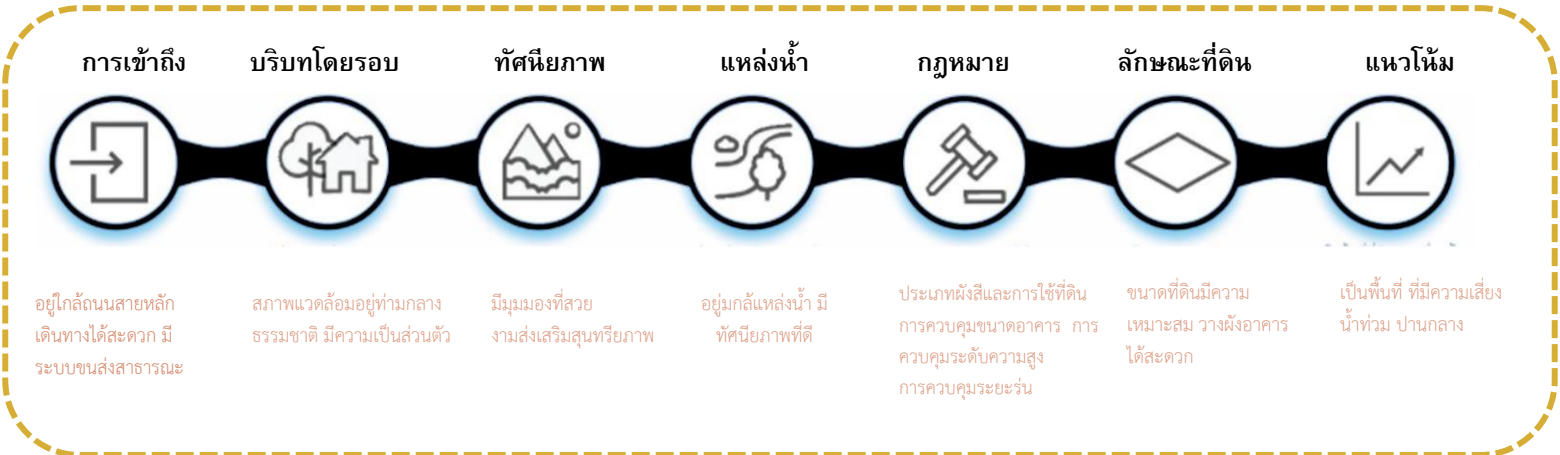 การเข้าถึง
บริบทโดยรอบ
ทัศนียภาพ
แหล่งน้ำ
กฎหมาย
ลักษณะที่ดิน
แนวโน้ม
อยู่ใกล้ถนนสายหลัก
เดินทางได้สะดวก มี
ระบบขนส่งสาธารณะ
สภาพแวดล้อมอยู่ท่ามกลาง
ธรรมชาติ มีความเป็นส่วนตัว
มีมุมมองที่สวย
งามส่งเสริมสุนทรียภาพ
อยู่มกล้แหล่งน้ำ มี
ทัศนียภาพที่ดี
ประเภทผังสีและการใช้ที่ดิน
การควบคุมขนาดอาคาร การ
ควบคุมระดับความสูง
การควบคุมระยะร่น
ขนาดที่ดินมีความ
เหมาะสม วางผังอาคาร
ได้สะดวก
เป็นพื้นที่ ที่มีความเสี่ยง
น้ำท่วม ปานกลาง